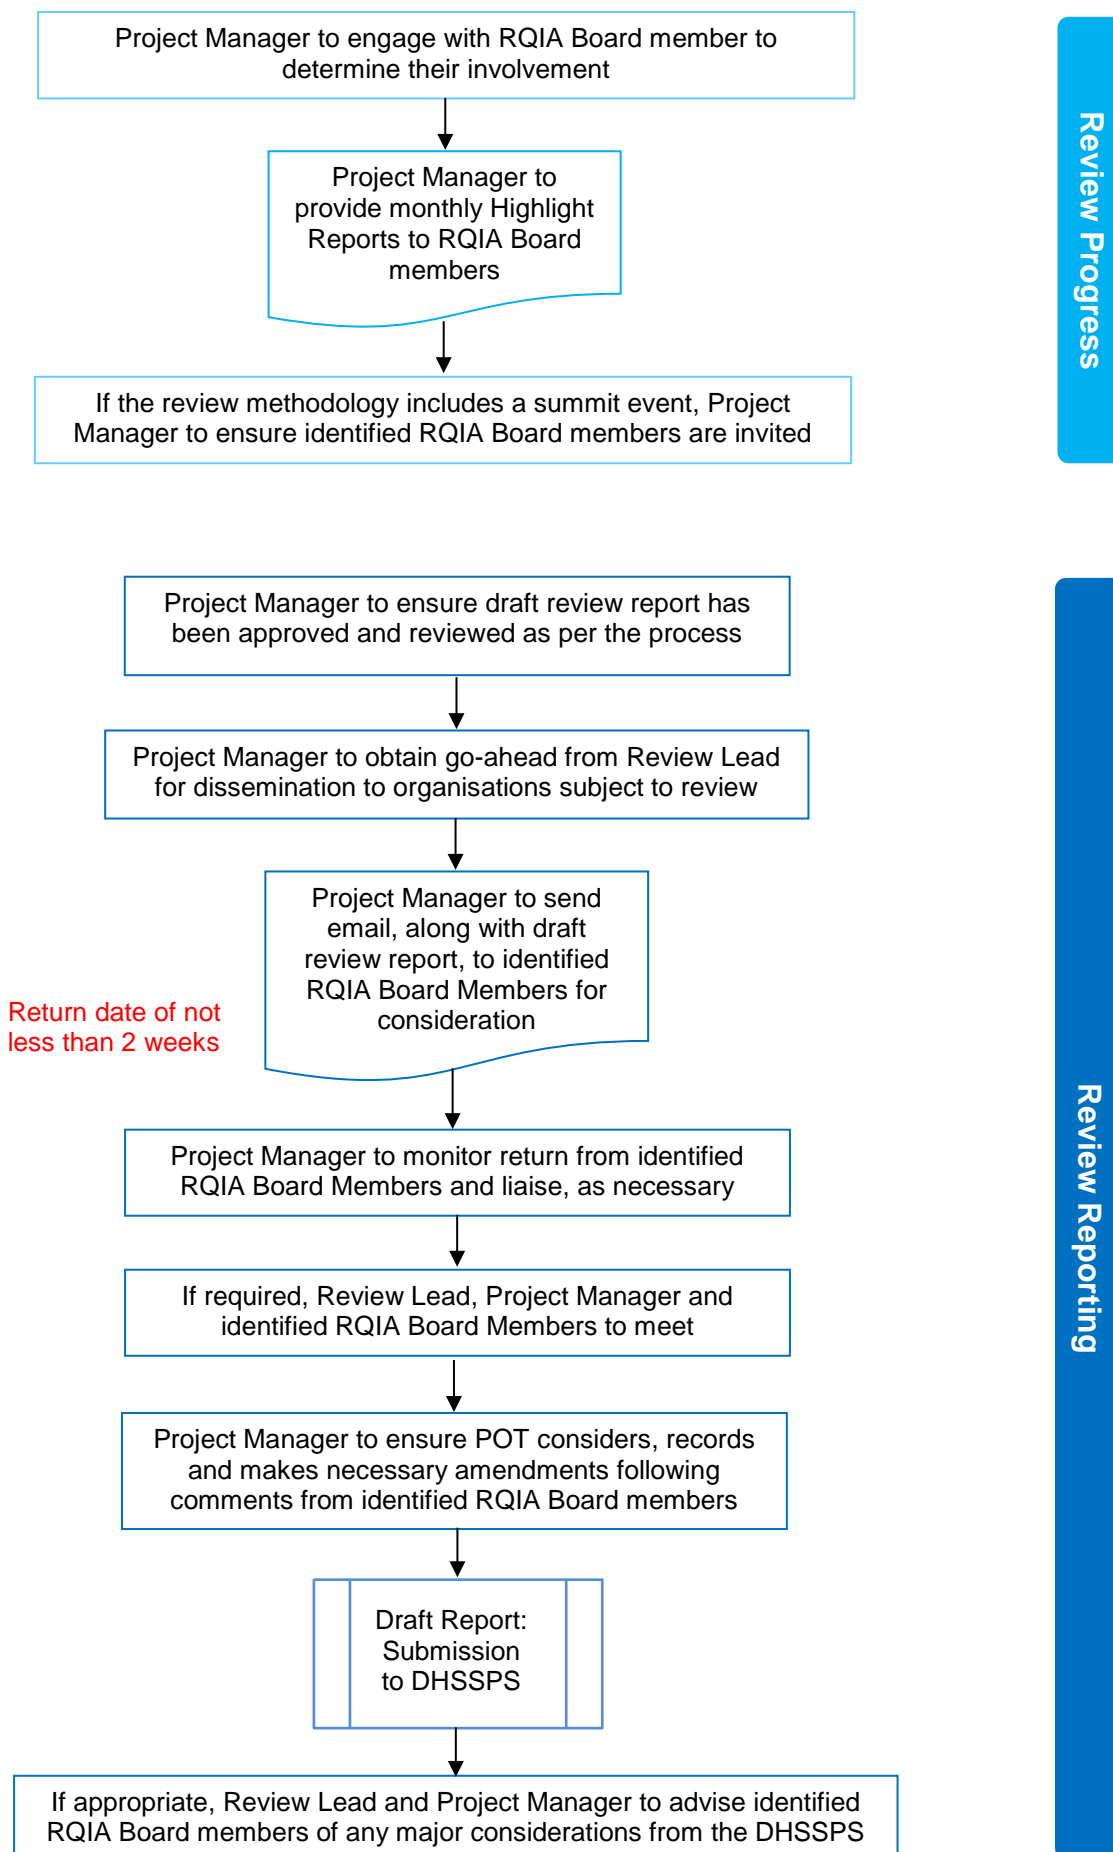 Project Manager to engage with RQIA Board member to
determine their involvement
Review Progress
Project Manager to
provide monthly Highlight
Reports to RQIA Board
members
If the review methodology includes a summit event, Project
Manager to ensure identified RQIA Board members are invited
Project Manager to ensure draft review report has
been approved and reviewed as per the process
Project Manager to obtain go-ahead from Review Lead
for dissemination to organisations subject to review
Project Manager to send
email, along with draft
review report, to identified
RQIA Board Members for
consideration
Return date of not
less than 2 weeks
Review Reporting
Project Manager to monitor return from identified
RQIA Board Members and liaise, as necessary
If required, Review Lead, Project Manager and
identified RQIA Board Members to meet
Project Manager to ensure POT considers, records
and makes necessary amendments following
comments from identified RQIA Board members
Draft Report:
Submission
to DHSSPS
If appropriate, Review Lead and Project Manager to advise identified
RQIA Board members of any major considerations from the DHSSPS